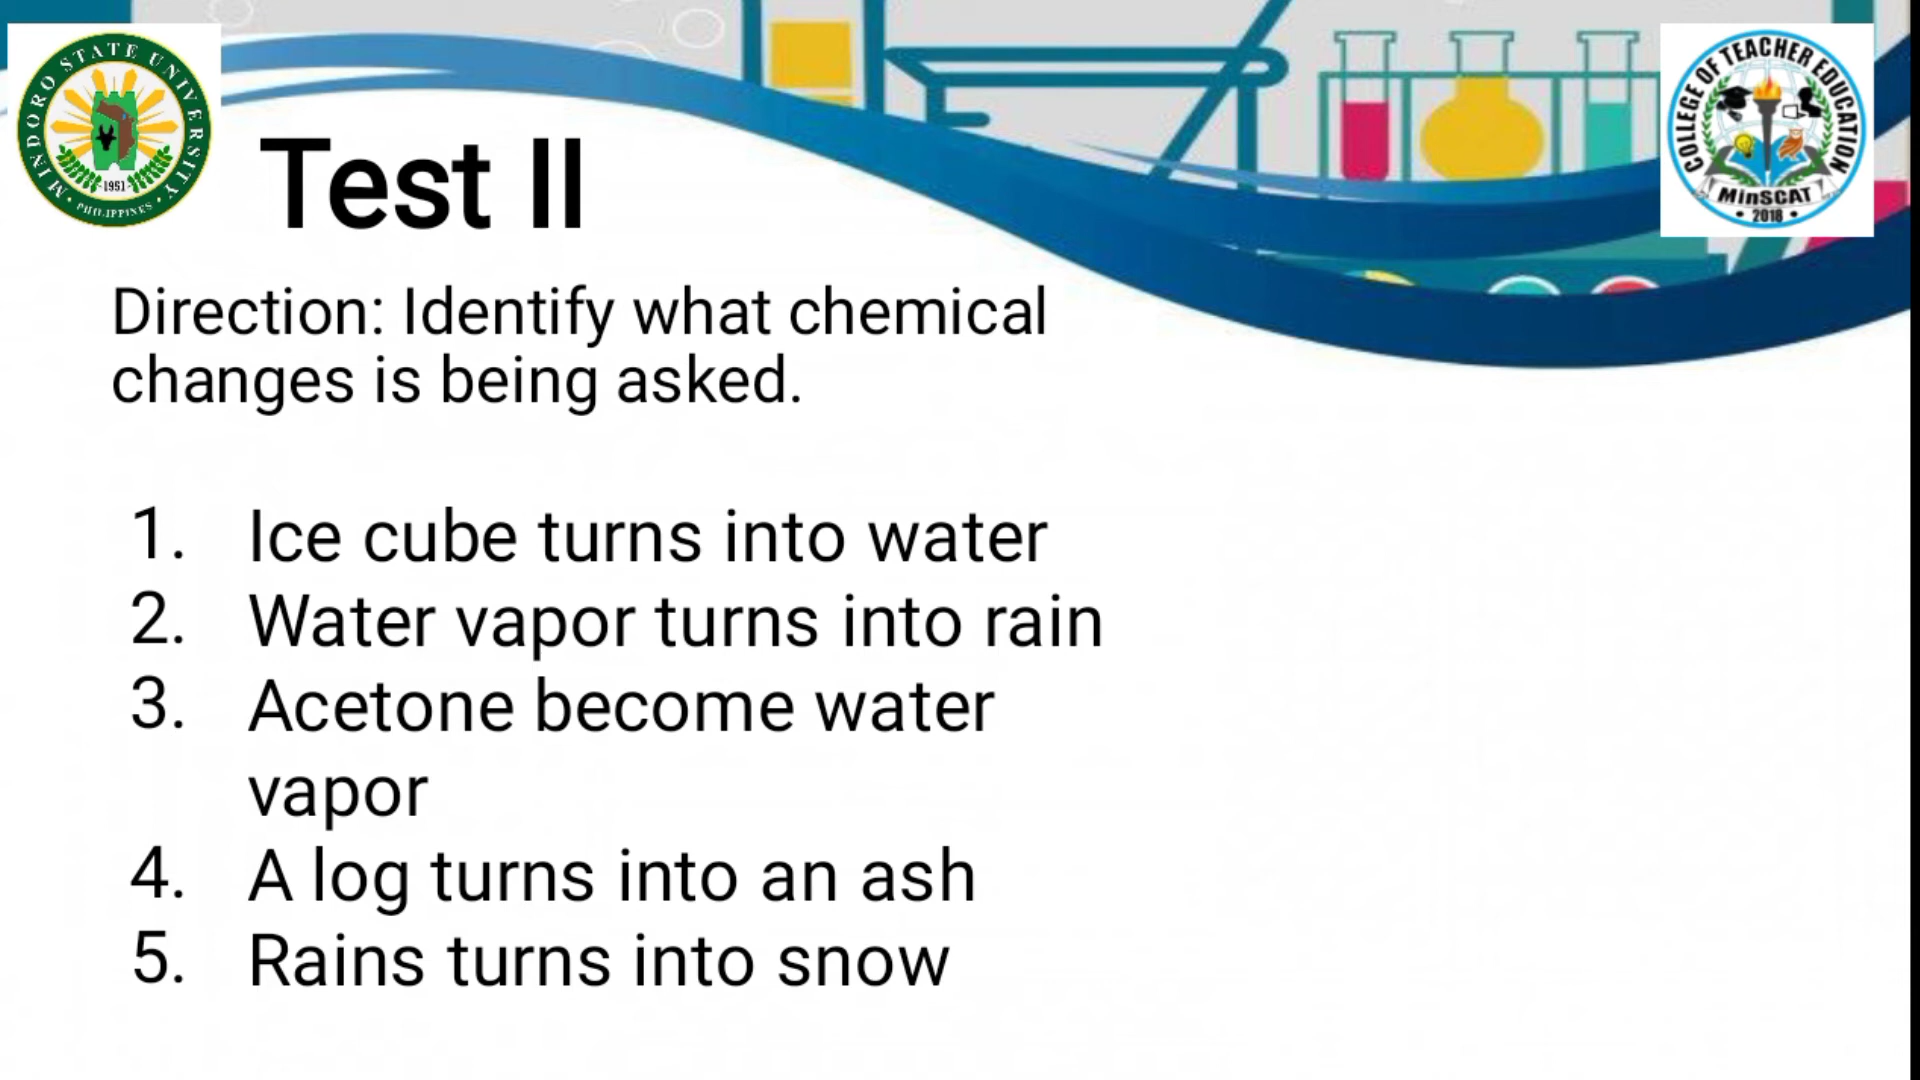 MINDORO STATE UNIVERSITY
1951
• PHILIPPINES •
COLLEGE OF TEACHER EDUCATION
MinSCAT
• 2018 •
Test II
Direction: Identify what chemical
changes is being asked.
1. Ice cube turns into water
2. Water vapor turns into rain
3. Acetone become water
vapor
4. A log turns into an ash
5. Rains turns into snow